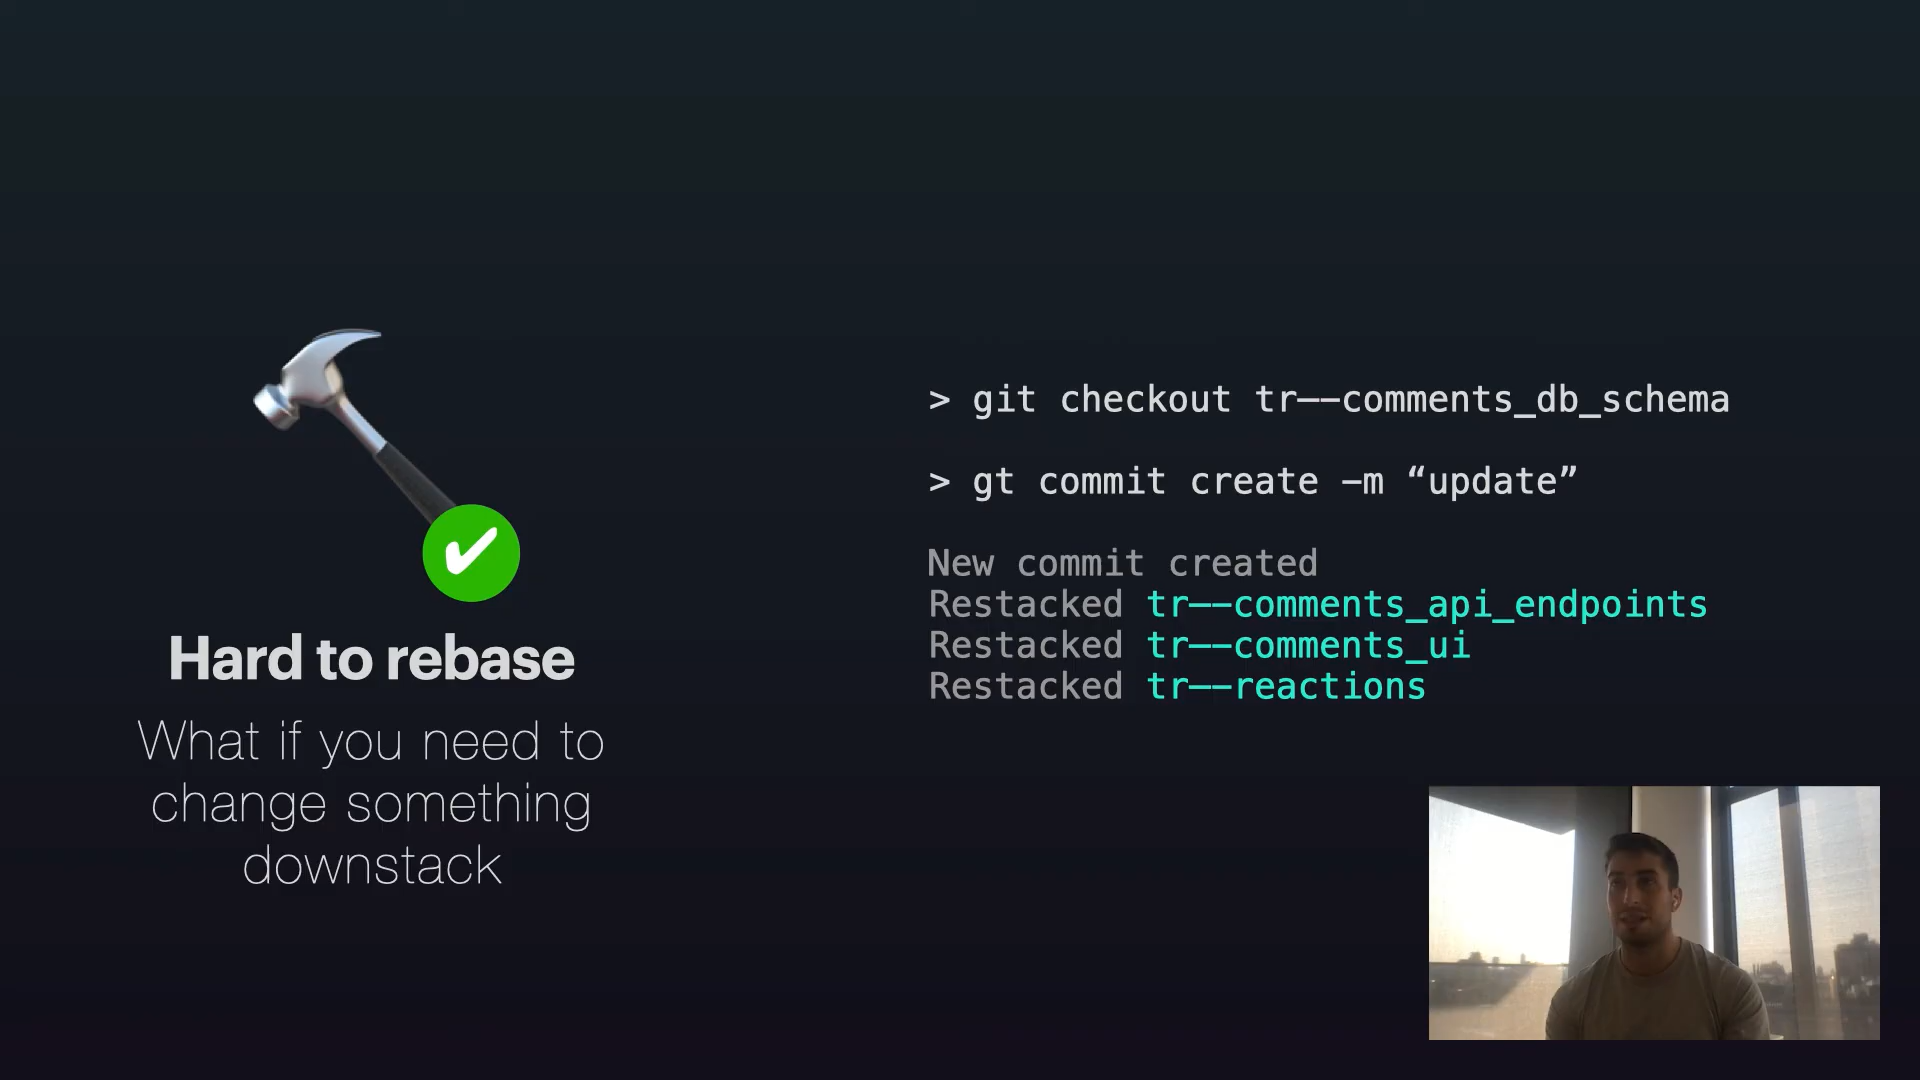 Hard to rebase
What if you need to
change something
downstack
> git checkout tr––comments_db_schema
> gt commit create –m “update”
New commit created
Restacked tr––comments_api_endpoints
Restacked tr––comments_ui
Restacked tr––reactions